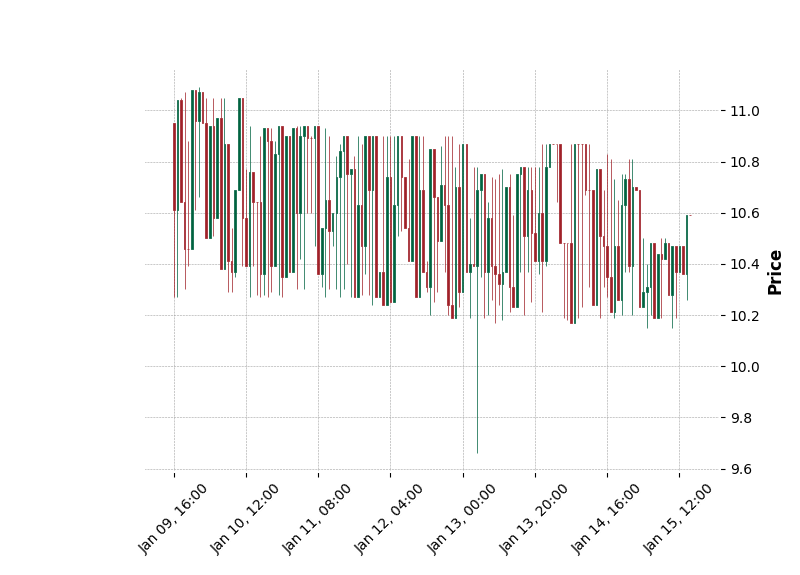 11.0
10.8
10.6
10.4
10.2
10.0
9.8
9.6
Price
Jan 09, 16:00
Jan 10, 12:00
Jan 11, 08:00
Jan 12, 04:00
Jan 13, 00:00
Jan 13, 20:00
Jan 14, 16:00
Jan 15, 12:00